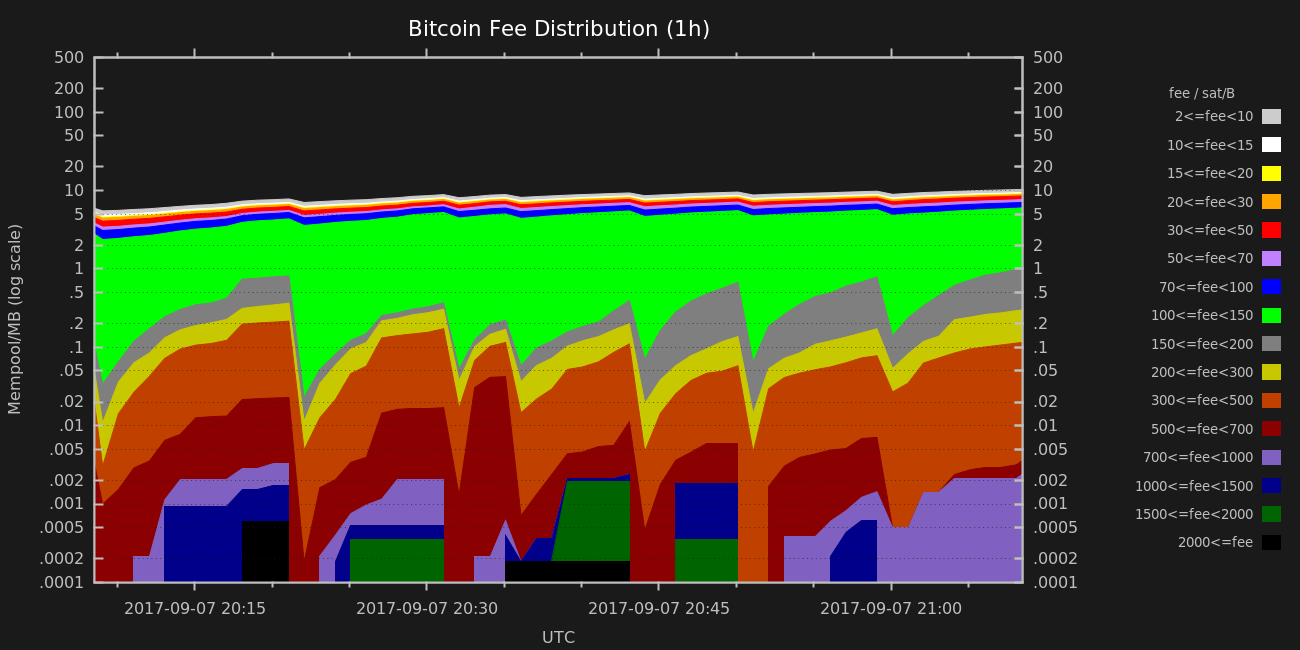 Bitcoin Fee Distribution (1h)
Mempool/MB (log scale)
500
200
100
50
20
10
5
2
1
.5
.2
.1
.05
.02
.01
.005
.002
.001
.0005
.0002
.0001
500
200
100
50
20
10
5
2
1
.5
.2
.1
.05
.02
.01
.005
.002
.001
.0005
.0002
.0001
2017-09-07 20:15
2017-09-07 20:30
2017-09-07 20:45
2017-09-07 21:00
UTC
fee / sat/B
2<=fee<10
10<=fee<15
15<=fee<20
20<=fee<30
30<=fee<50
50<=fee<70
70<=fee<100
100<=fee<150
150<=fee<200
200<=fee<300
300<=fee<500
500<=fee<700
700<=fee<1000
1000<=fee<1500
1500<=fee<2000
2000<=fee